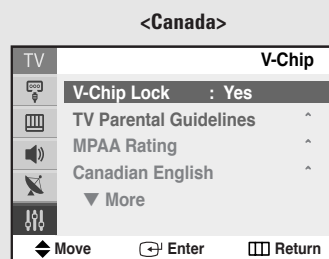 <Canada>
TV V-Chip
V-Chip Lock : Yes
TV Parental Guidelines ˆ
MPAA Rating ˆ
Canadian English ˆ
▼ More
Move Enter Return